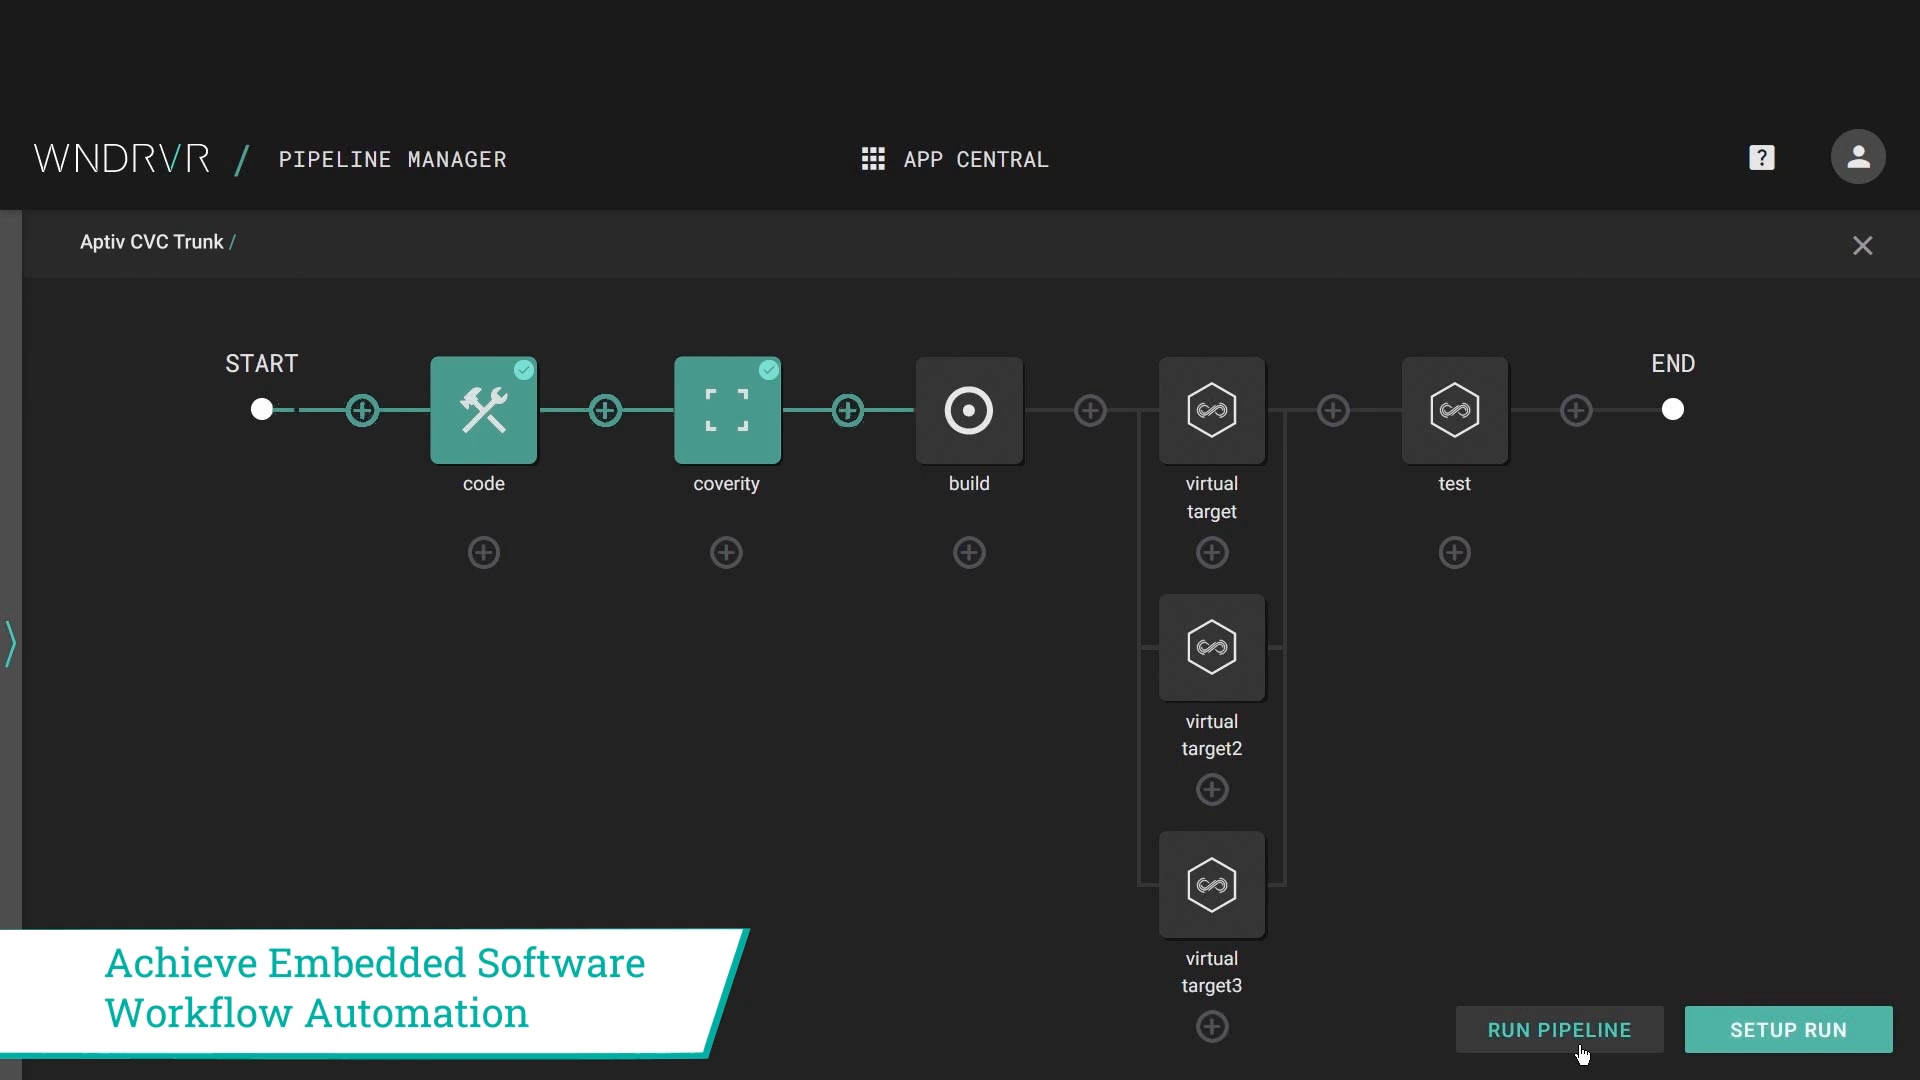 WNDRVR / PIPELINE MANAGER
APP CENTRAL
?
Aptiv CVC Trunk /
START
END
code
coverity
build
virtual
target
test
virtual
target2
virtual
target3
Achieve Embedded Software
Workflow Automation
RUN PIPELINE
SETUP RUN